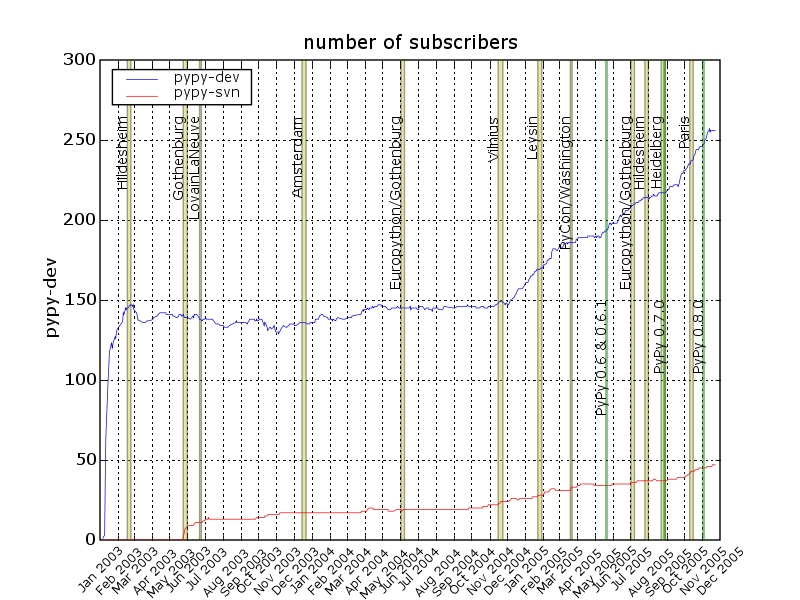 number of subscribers
pypy-dev
pypy-svn
300
250
200
150
100
50
0
pypy-dev
Hildesheim
Gothenburg
LovainLaNeuve
Amsterdam
Europython/Gothenburg
Vilnius
Leysin
PyCon/Washington
Europython/Gothenburg
Hildesheim
Heidelberg
Paris
PyPy 0.6 & 0.6.1
PyPy 0.7.0
PyPy 0.8.0
Jan 2003
Feb 2003
Mar 2003
Apr 2003
May 2003
Jun 2003
Jul 2003
Aug 2003
Sep 2003
Oct 2003
Nov 2003
Dec 2003
Jan 2004
Feb 2004
Mar 2004
Apr 2004
May 2004
Jun 2004
Jul 2004
Aug 2004
Sep 2004
Oct 2004
Nov 2004
Dec 2004
Jan 2005
Feb 2005
Mar 2005
Apr 2005
May 2005
Jun 2005
Jul 2005
Aug 2005
Sep 2005
Oct 2005
Nov 2005
Dec 2005